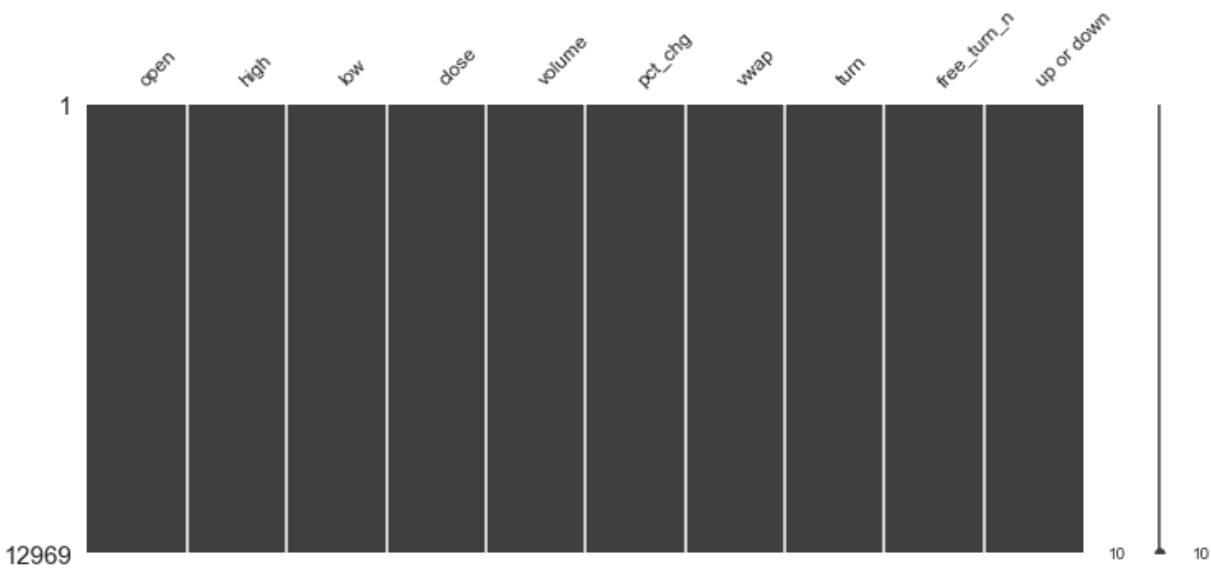 open high low close volume pct_chg vwap turn free_turn_n up or down
1
12969
10 10